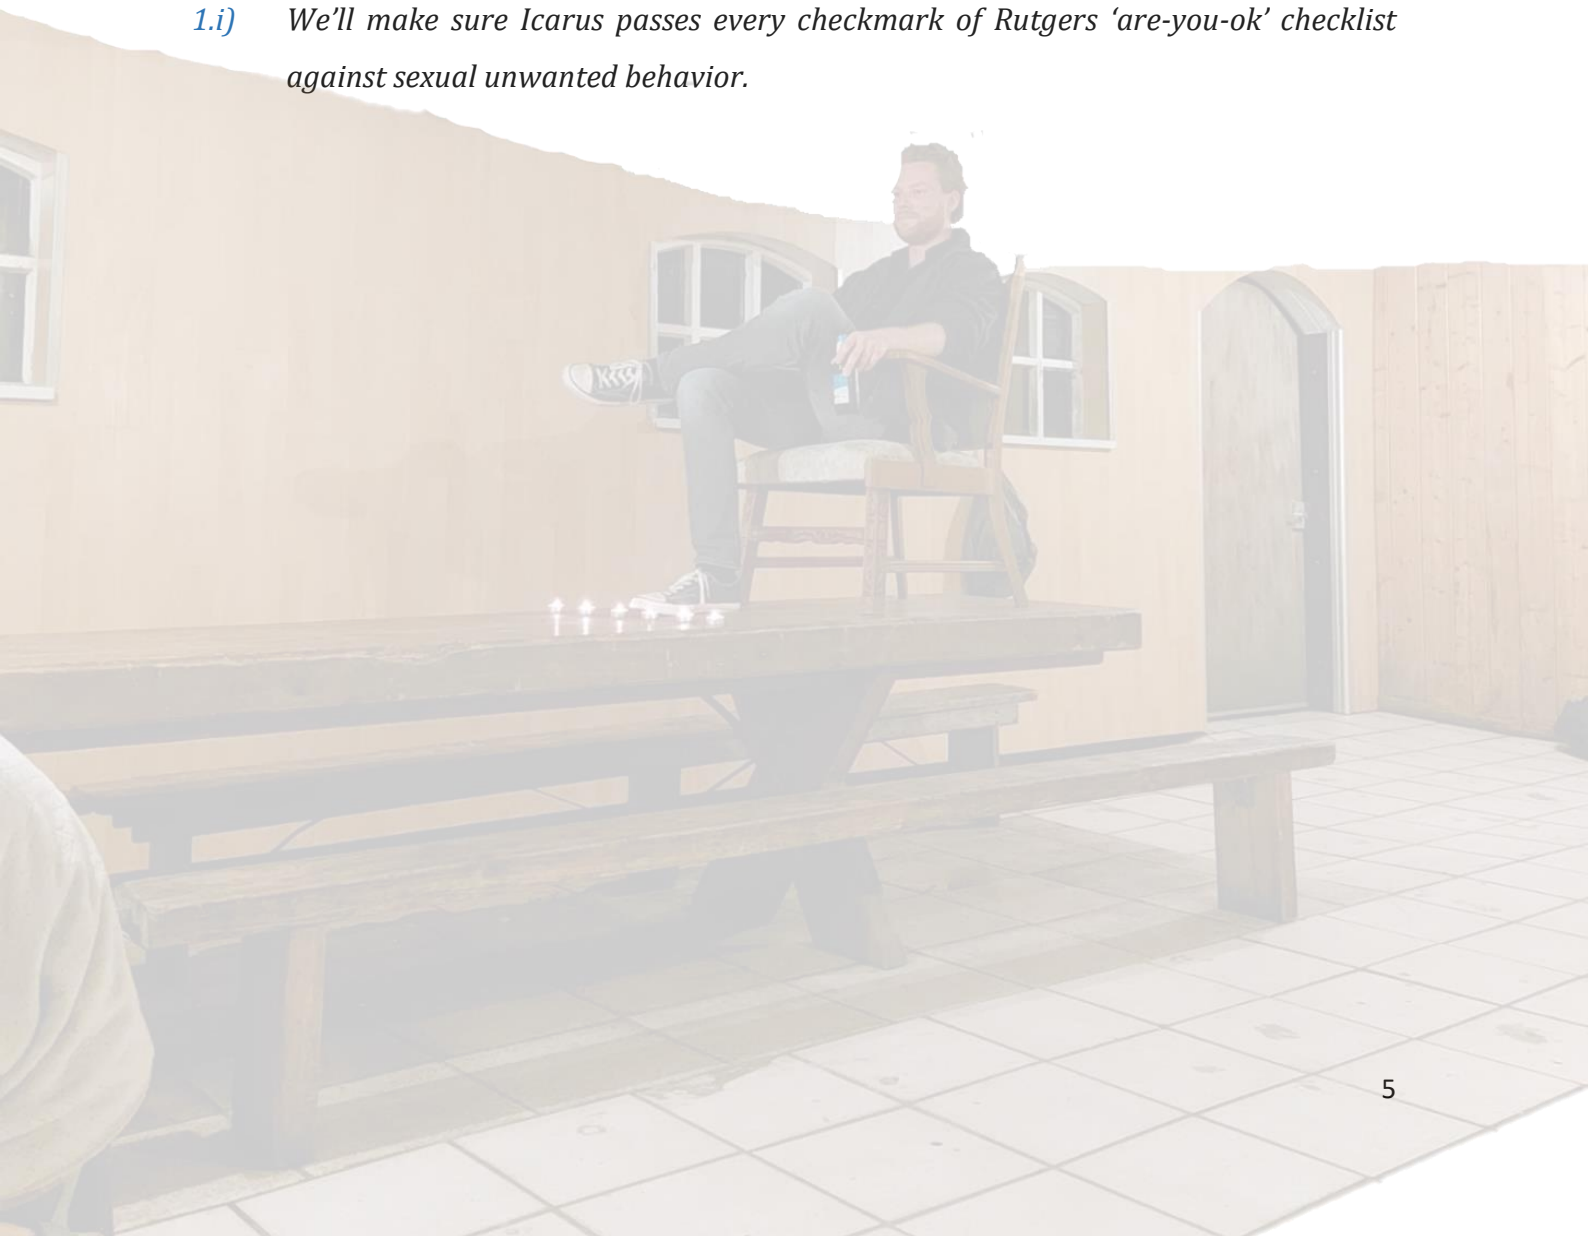 1.i) We’ll make sure Icarus passes every checkmark of Rutgers ‘are-you-ok’ checklist
against sexual unwanted behavior.
5